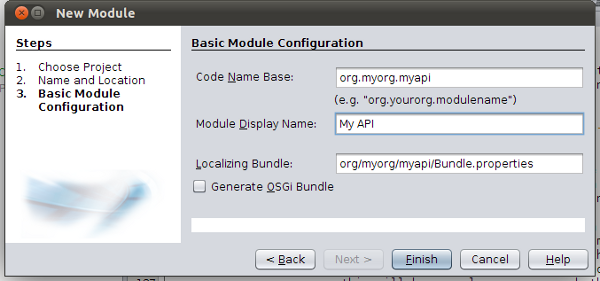 New Module
Steps
1. Choose Project
2. Name and Location
3. Basic Module
Configuration
Basic Module Configuration
Code Name Base: org.myorg.myapi
(e.g. "org.yourorg.modulename")
Module Display Name: My API
Localizing Bundle: org/myorg/myapi/Bundle.properties
Generate OSGi Bundle
< Back Next > Finish Cancel Help